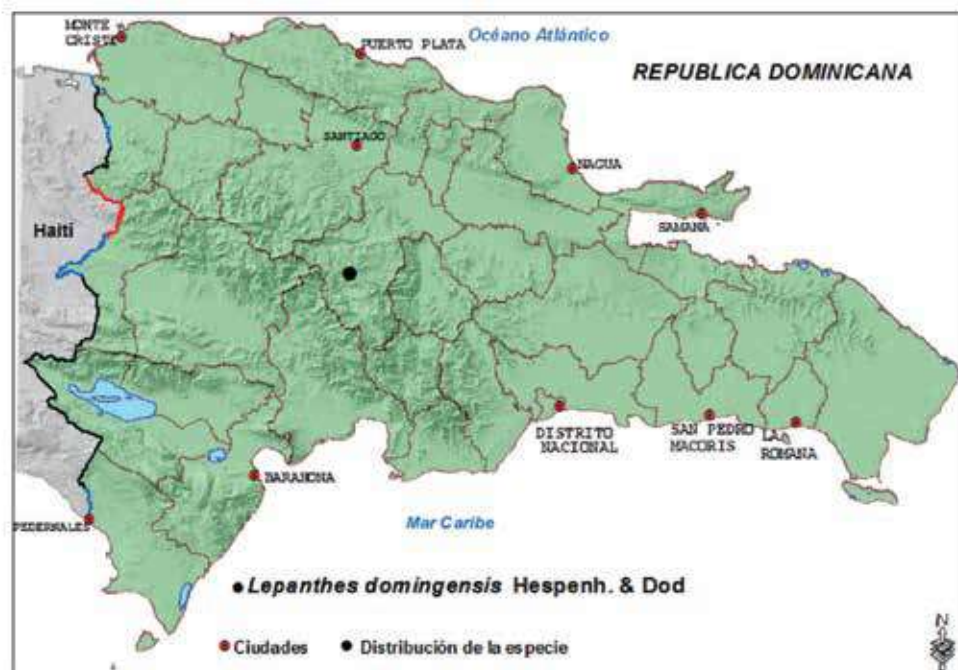 MONTE
CRISTI
Océano Atlántico
PUERTO PLATA
REPUBLICA DOMINICANA
SANTIAGO
NAGUA
SAMANA
Haití
DISTRITO
NACIONAL
SAN PEDRO
MACORIS
LA
ROMANA
BARAHONA
PEDERNALES
Mar Caribe
Lepanthes domingensis Hespenh. & Dod
Ciudades
Distribución de la especie
N